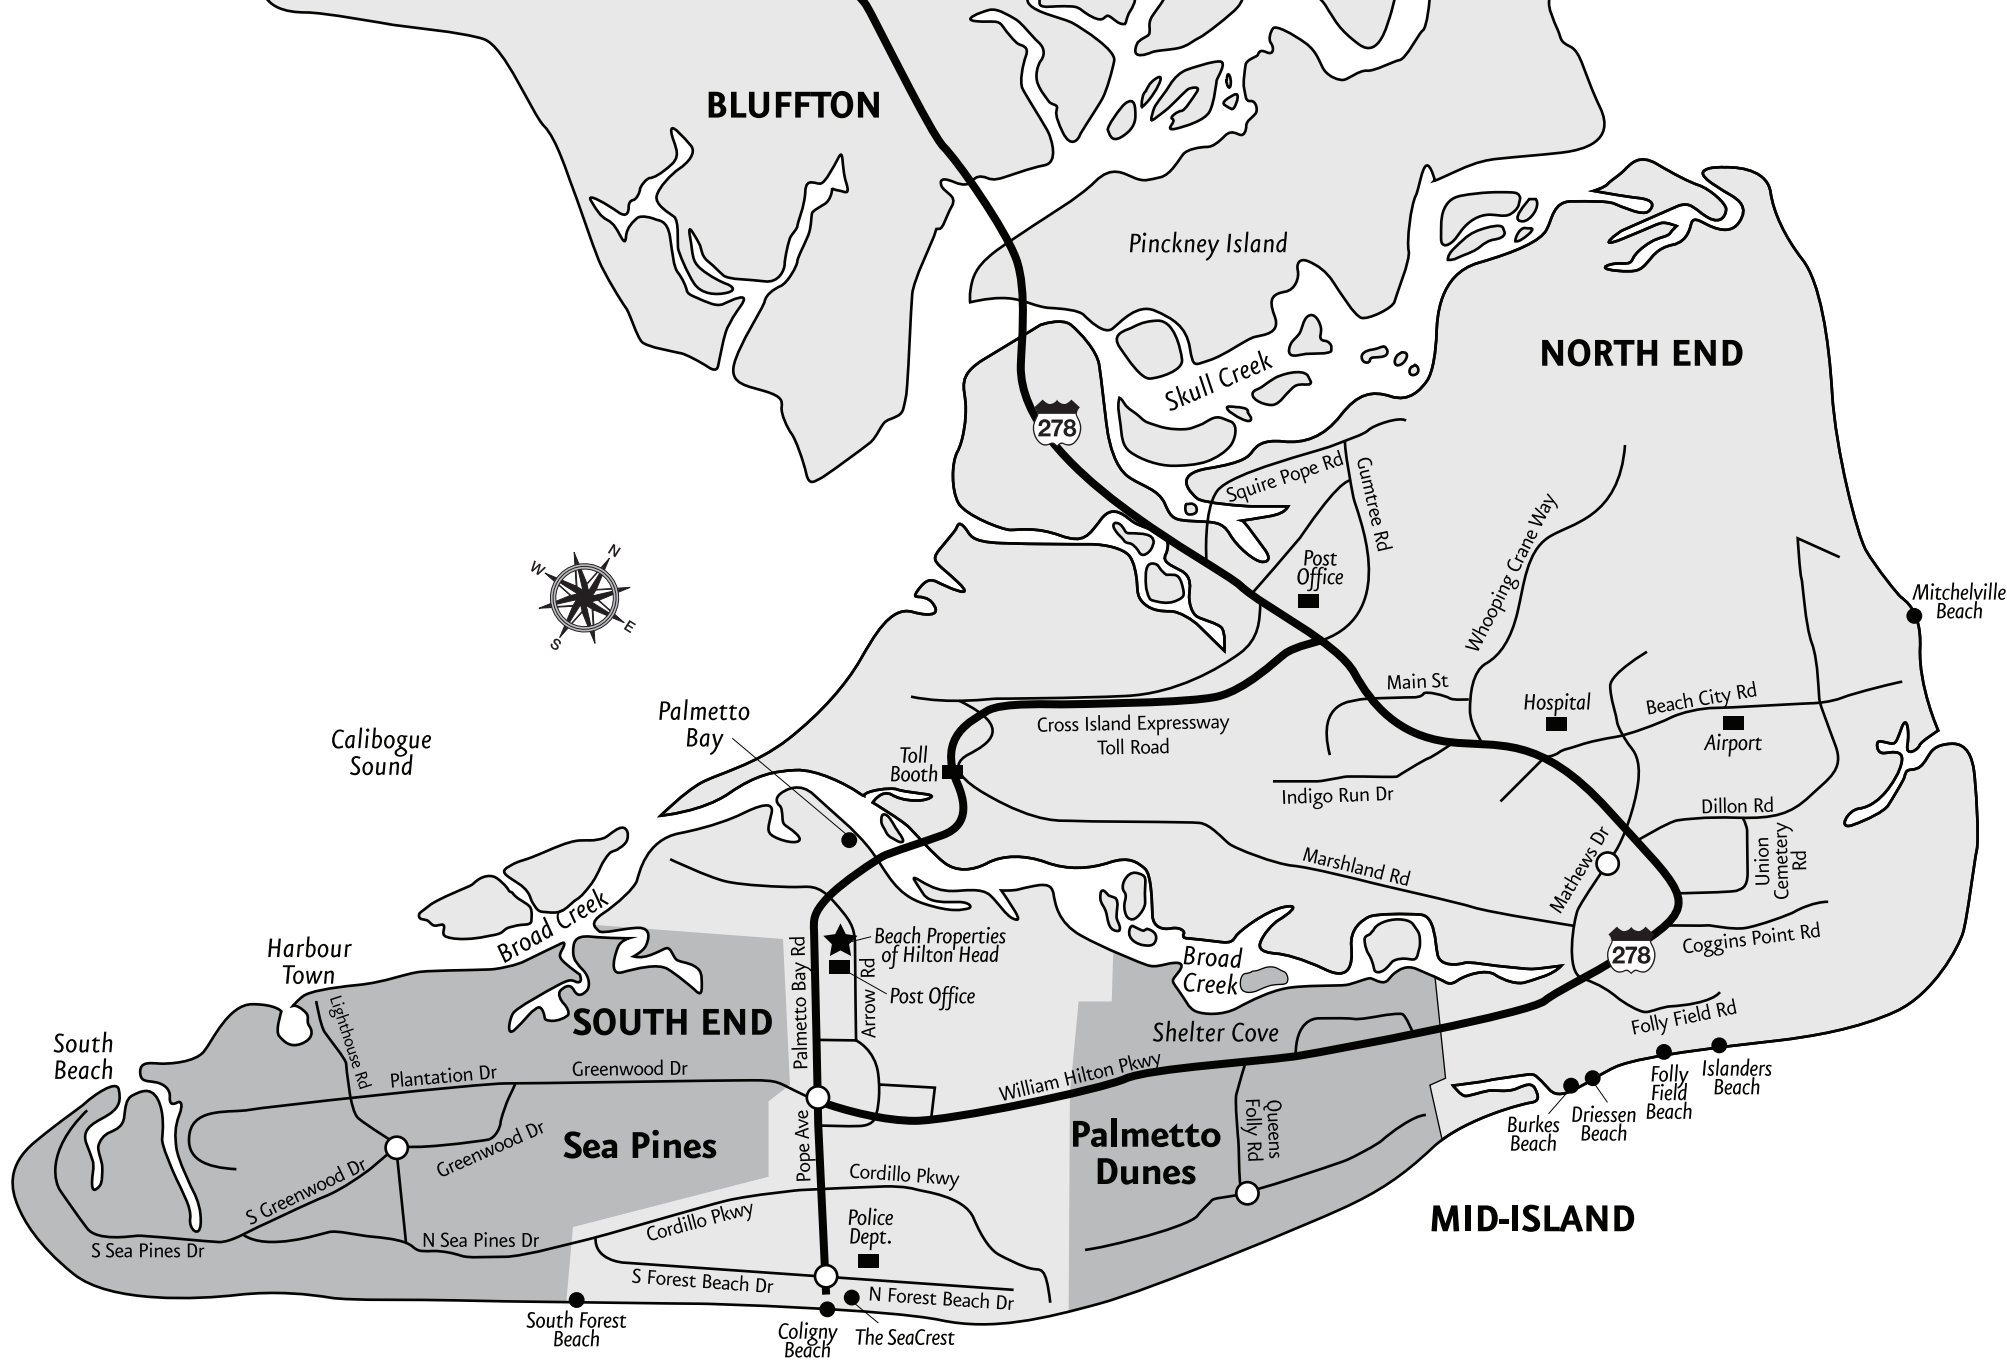 BLUFFTON
Pinckney Island
NORTH END
Skull Creek
278
Squire Pope Rd
Gumtree Rd
Whooping Crane Way
Post
Office
N
W
E
S
Mitchelville
Beach
Main St
Hospital
Beach City Rd
Airport
Palmetto
Bay
Calibogue
Sound
Cross Island Expressway
Toll Road
Toll
Booth
Indigo Run Dr
Dillon Rd
Union
Cemetery
Rd
Mathews Dr
Marshland Rd
Broad Creek
Harbour
Town
Beach Properties
of Hilton Head
Post Office
Palmetto Bay Rd
Arrow Rd
Broad
Creek
278
Coggins Point Rd
Folly Field Rd
SOUTH END
Shelter Cove
South
Beach
Lighthouse Rd
Plantation Dr
Greenwood Dr
William Hilton Pkwy
Folly
Field
Beach
Islanders
Beach
Driessen
Beach
Burkes
Beach
Sea Pines
Greenwood Dr
S Greenwood Dr
Pope Ave
Palmetto
Dunes
Queens
Folly Rd
Cordillo Pkwy
Cordillo Pkwy
MID-ISLAND
Police
Dept.
S Sea Pines Dr
N Sea Pines Dr
S Forest Beach Dr
N Forest Beach Dr
South Forest
Beach
Coligny
Beach
The SeaCrest